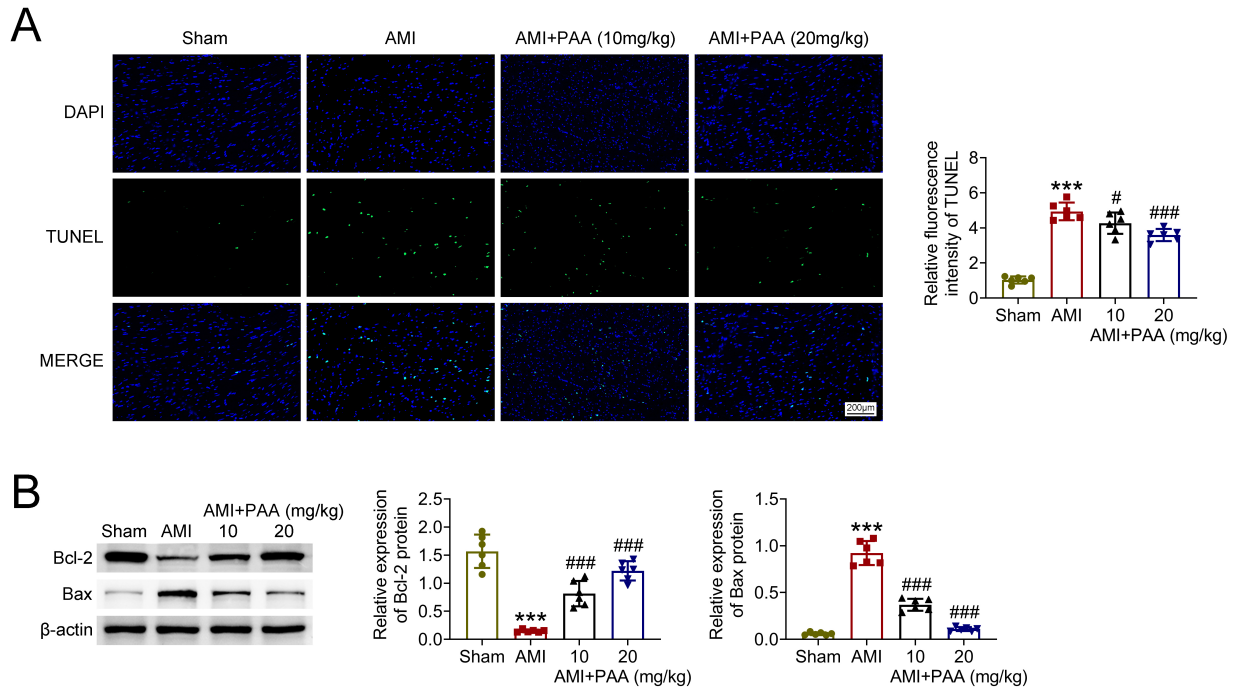 A
Sham AMI AMI+PAA (10mg/kg) AMI+PAA (20mg/kg)
DAPI
TUNEL
MERGE
200μm
Relative fluorescence
intensity of TUNEL
8
6
4
2
0
***
#
###
Sham AMI 10 20
AMI+PAA (mg/kg)
B
AMI+PAA (mg/kg)
Sham AMI 10 20
Bcl-2
Bax
β-actin
Relative expression
of Bcl-2 protein
2.5
2.0
1.5
1.0
0.5
0.0
***
###
###
Sham AMI 10 20
AMI+PAA (mg/kg)
Relative expression
of Bax protein
1.5
1.0
0.5
0.0
***
###
###
Sham AMI 10 20
AMI+PAA (mg/kg)